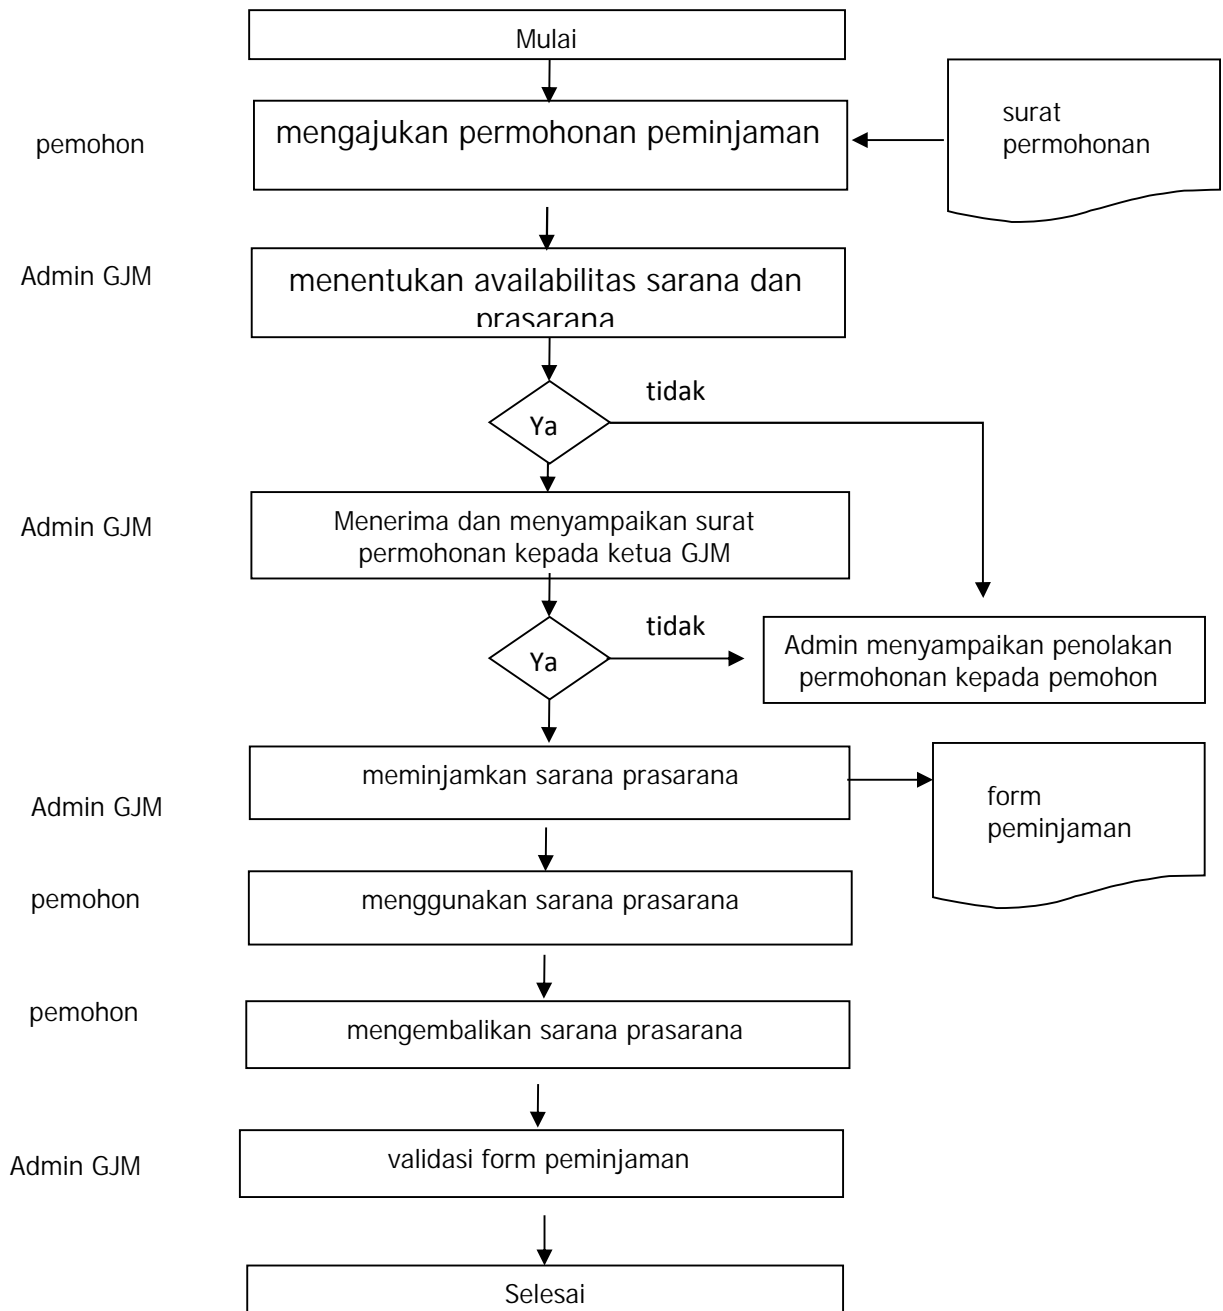 Mulai
pemohon
mengajukan permohonan peminjaman
surat
permohonan
Admin GJM
menentukan availabilitas sarana dan
prasarana
tidak
Ya
Admin GJM
Menerima dan menyampaikan surat
permohonan kepada ketua GJM
tidak
Ya
Admin menyampaikan penolakan
permohonan kepada pemohon
Admin GJM
meminjamkan sarana prasarana
form
peminjaman
pemohon
menggunakan sarana prasarana
pemohon
mengembalikan sarana prasarana
Admin GJM
validasi form peminjaman
Selesai